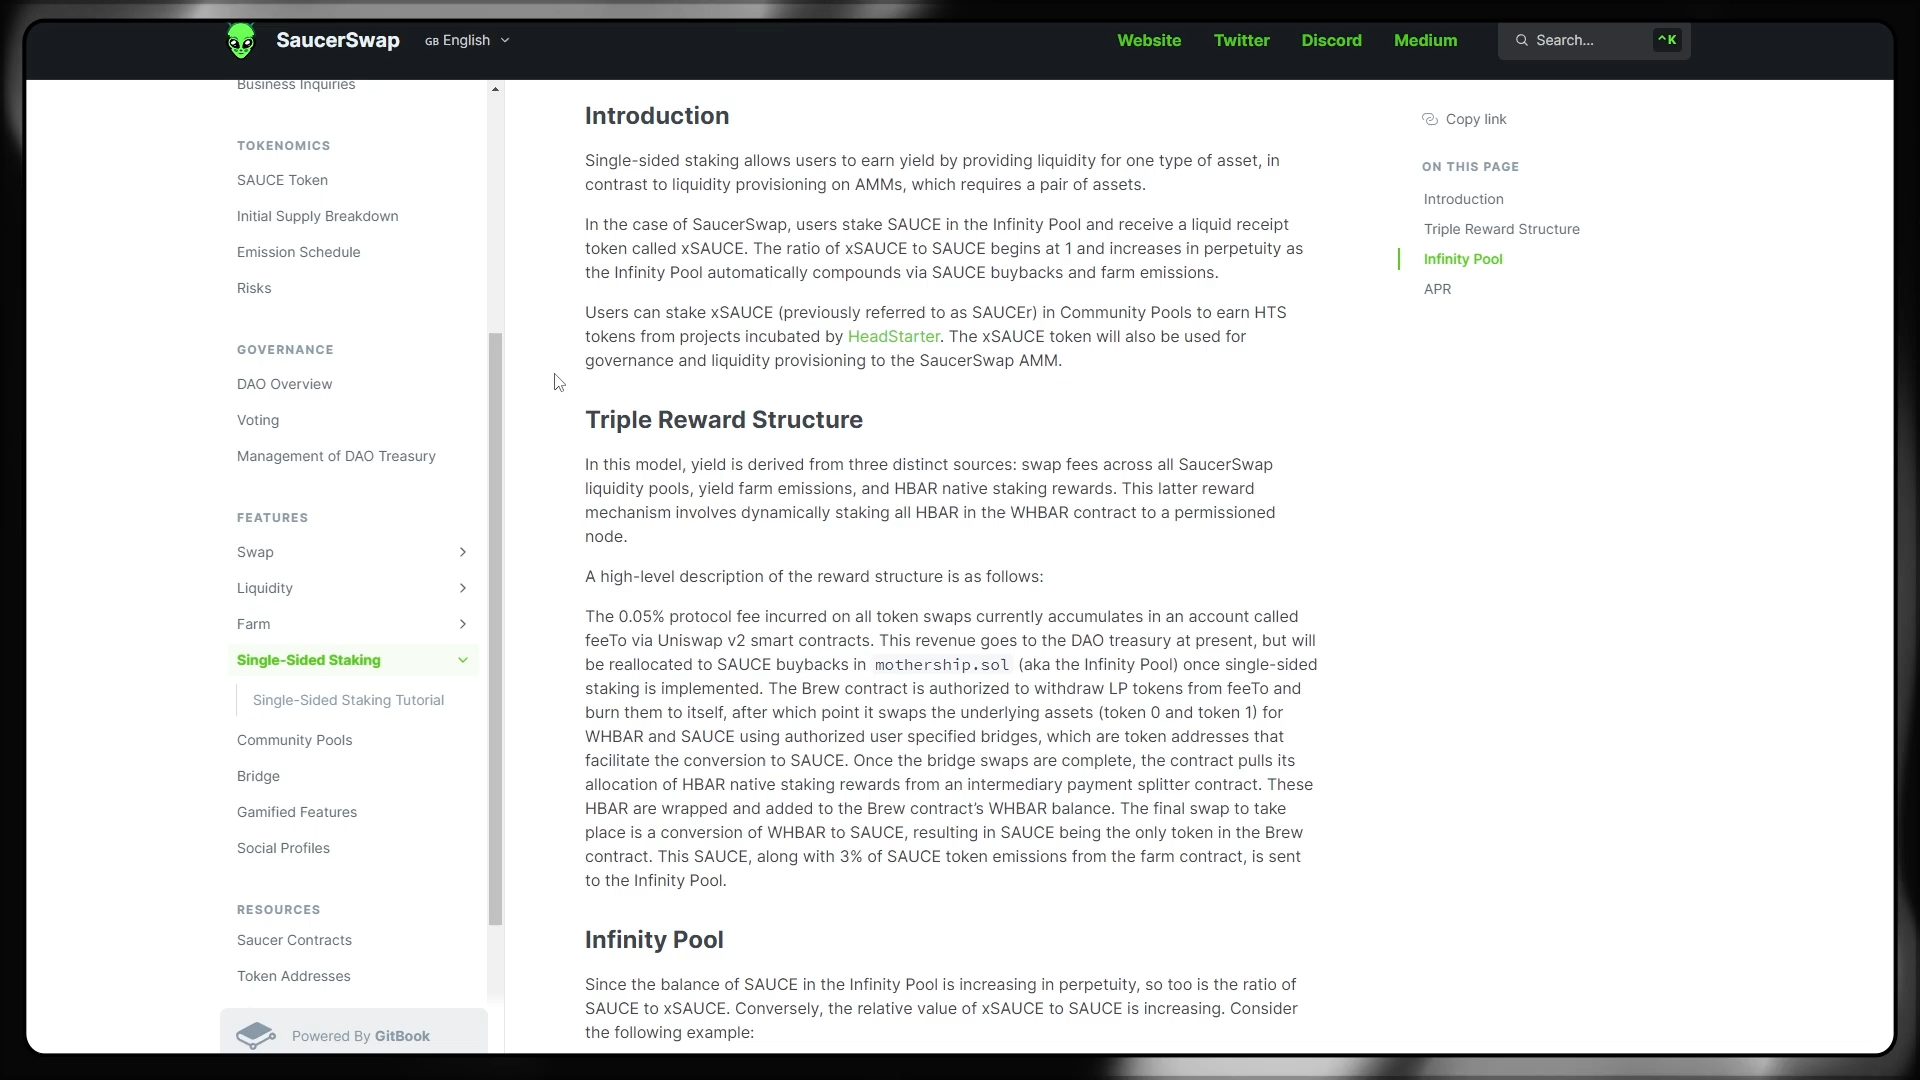 SaucerSwap
GB English
Website
Twitter
Discord
Medium
Search...
^K
Business Inquiries
TOKENOMICS
SAUCE Token
Initial Supply Breakdown
Emission Schedule
Risks
GOVERNANCE
DAO Overview
Voting
Management of DAO Treasury
FEATURES
Swap
Liquidity
Farm
Single-Sided Staking
Single-Sided Staking Tutorial
Community Pools
Bridge
Gamified Features
Social Profiles
RESOURCES
Saucer Contracts
Token Addresses
Powered By GitBook
Introduction
Single-sided staking allows users to earn yield by providing liquidity for one type of asset, in
contrast to liquidity provisioning on AMMs, which requires a pair of assets.
In the case of SaucerSwap, users stake SAUCE in the Infinity Pool and receive a liquid receipt
token called xSAUCE. The ratio of xSAUCE to SAUCE begins at 1 and increases in perpetuity as
the Infinity Pool automatically compounds via SAUCE buybacks and farm emissions.
Users can stake xSAUCE (previously referred to as SAUCEr) in Community Pools to earn HTS
tokens from projects incubated by HeadStarter. The xSAUCE token will also be used for
governance and liquidity provisioning to the SaucerSwap AMM.
Triple Reward Structure
In this model, yield is derived from three distinct sources: swap fees across all SaucerSwap
liquidity pools, yield farm emissions, and HBAR native staking rewards. This latter reward
mechanism involves dynamically staking all HBAR in the WHBAR contract to a permissioned
node.
A high-level description of the reward structure is as follows:
The 0.05% protocol fee incurred on all token swaps currently accumulates in an account called
feeTo via Uniswap v2 smart contracts. This revenue goes to the DAO treasury at present, but will
be reallocated to SAUCE buybacks in mothership.sol (aka the Infinity Pool) once single-sided
staking is implemented. The Brew contract is authorized to withdraw LP tokens from feeTo and
burn them to itself, after which point it swaps the underlying assets (token 0 and token 1) for
WHBAR and SAUCE using authorized user specified bridges, which are token addresses that
facilitate the conversion to SAUCE. Once the bridge swaps are complete, the contract pulls its
allocation of HBAR native staking rewards from an intermediary payment splitter contract. These
HBAR are wrapped and added to the Brew contract's WHBAR balance. The final swap to take
place is a conversion of WHBAR to SAUCE, resulting in SAUCE being the only token in the Brew
contract. This SAUCE, along with 3% of SAUCE token emissions from the farm contract, is sent
to the Infinity Pool.
Infinity Pool
Since the balance of SAUCE in the Infinity Pool is increasing in perpetuity, so too is the ratio of
SAUCE to xSAUCE. Conversely, the relative value of xSAUCE to SAUCE is increasing. Consider
the following example:
Copy link
ON THIS PAGE
Introduction
Triple Reward Structure
Infinity Pool
APR